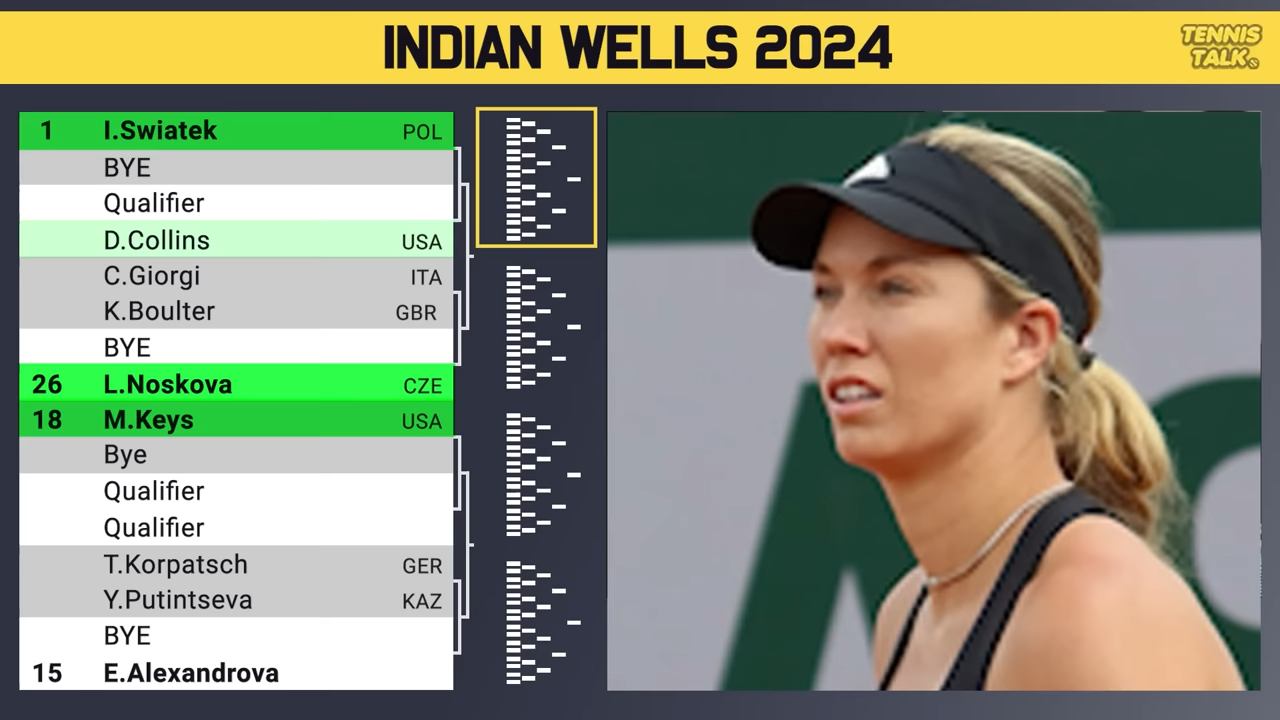 INDIAN WELLS 2024
TENNIS
TALK
1 I.Swiatek POL
BYE
Qualifier
D.Collins USA
C.Giorgi ITA
K.Boulter GBR
BYE
26 L.Noskova CZE
18 M.Keys USA
Bye
Qualifier
Qualifier
T.Korpatsch GER
Y.Putintseva KAZ
BYE
15 E.Alexandrova